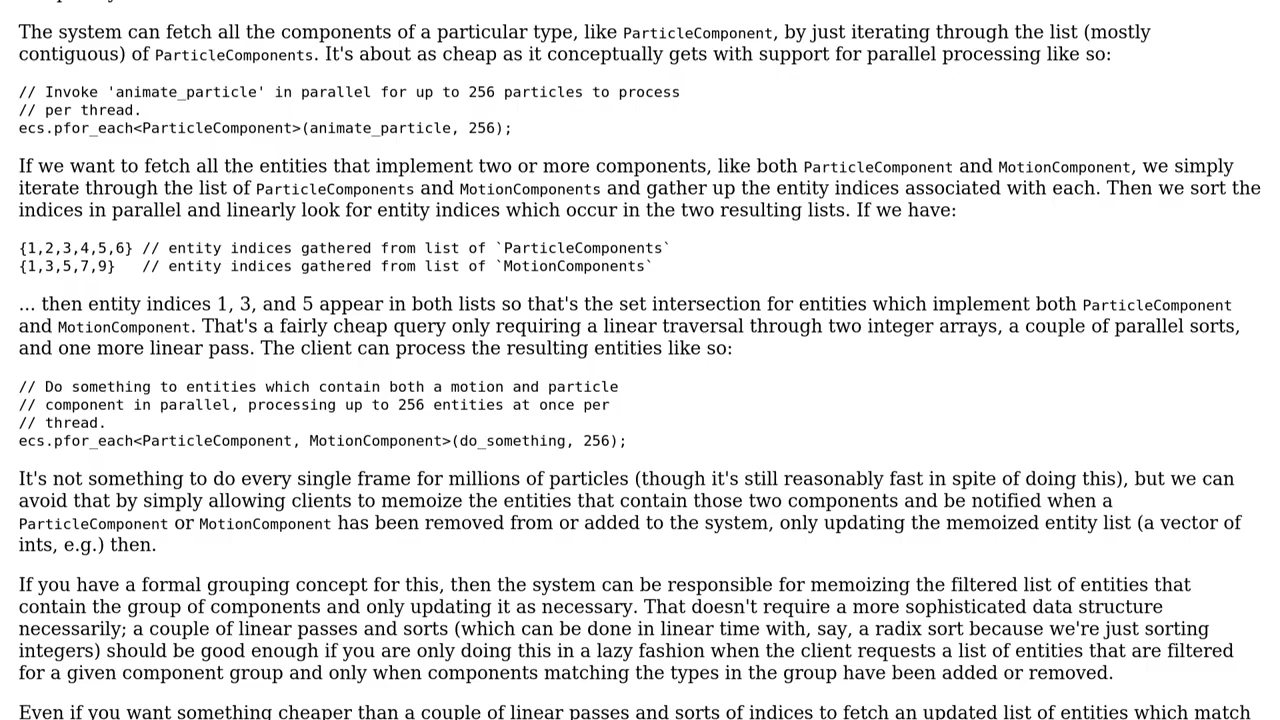 The system can fetch all the components of a particular type, like ParticleComponent, by just iterating through the list (mostly
contiguous) of ParticleComponents. It's about as cheap as it conceptually gets with support for parallel processing like so:
// Invoke 'animate_particle' in parallel for up to 256 particles to process
// per thread.
ecs.pfor_each<ParticleComponent>(animate_particle, 256);
If we want to fetch all the entities that implement two or more components, like both ParticleComponent and MotionComponent, we simply
iterate through the list of ParticleComponents and MotionComponents and gather up the entity indices associated with each. Then we sort the
indices in parallel and linearly look for entity indices which occur in the two resulting lists. If we have:
{1,2,3,4,5,6} // entity indices gathered from list of `ParticleComponents`
{1,3,5,7,9}   // entity indices gathered from list of `MotionComponents`
... then entity indices 1, 3, and 5 appear in both lists so that's the set intersection for entities which implement both ParticleComponent
and MotionComponent. That's a fairly cheap query only requiring a linear traversal through two integer arrays, a couple of parallel sorts,
and one more linear pass. The client can process the resulting entities like so:
// Do something to entities which contain both a motion and particle
// component in parallel, processing up to 256 entities at once per
// thread.
ecs.pfor_each<ParticleComponent, MotionComponent>(do_something, 256);
It's not something to do every single frame for millions of particles (though it's still reasonably fast in spite of doing this), but we can
avoid that by simply allowing clients to memoize the entities that contain those two components and be notified when a
ParticleComponent or MotionComponent has been removed from or added to the system, only updating the memoized entity list (a vector of
ints, e.g.) then.
If you have a formal grouping concept for this, then the system can be responsible for memoizing the filtered list of entities that
contain the group of components and only updating it as necessary. That doesn't require a more sophisticated data structure
necessarily; a couple of linear passes and sorts (which can be done in linear time with, say, a radix sort because we're just sorting
integers) should be good enough if you are only doing this in a lazy fashion when the client requests a list of entities that are filtered
for a given component group and only when components matching the types in the group have been added or removed.
Even if you want something cheaper than a couple of linear passes and sorts of indices to fetch an updated list of entities which match